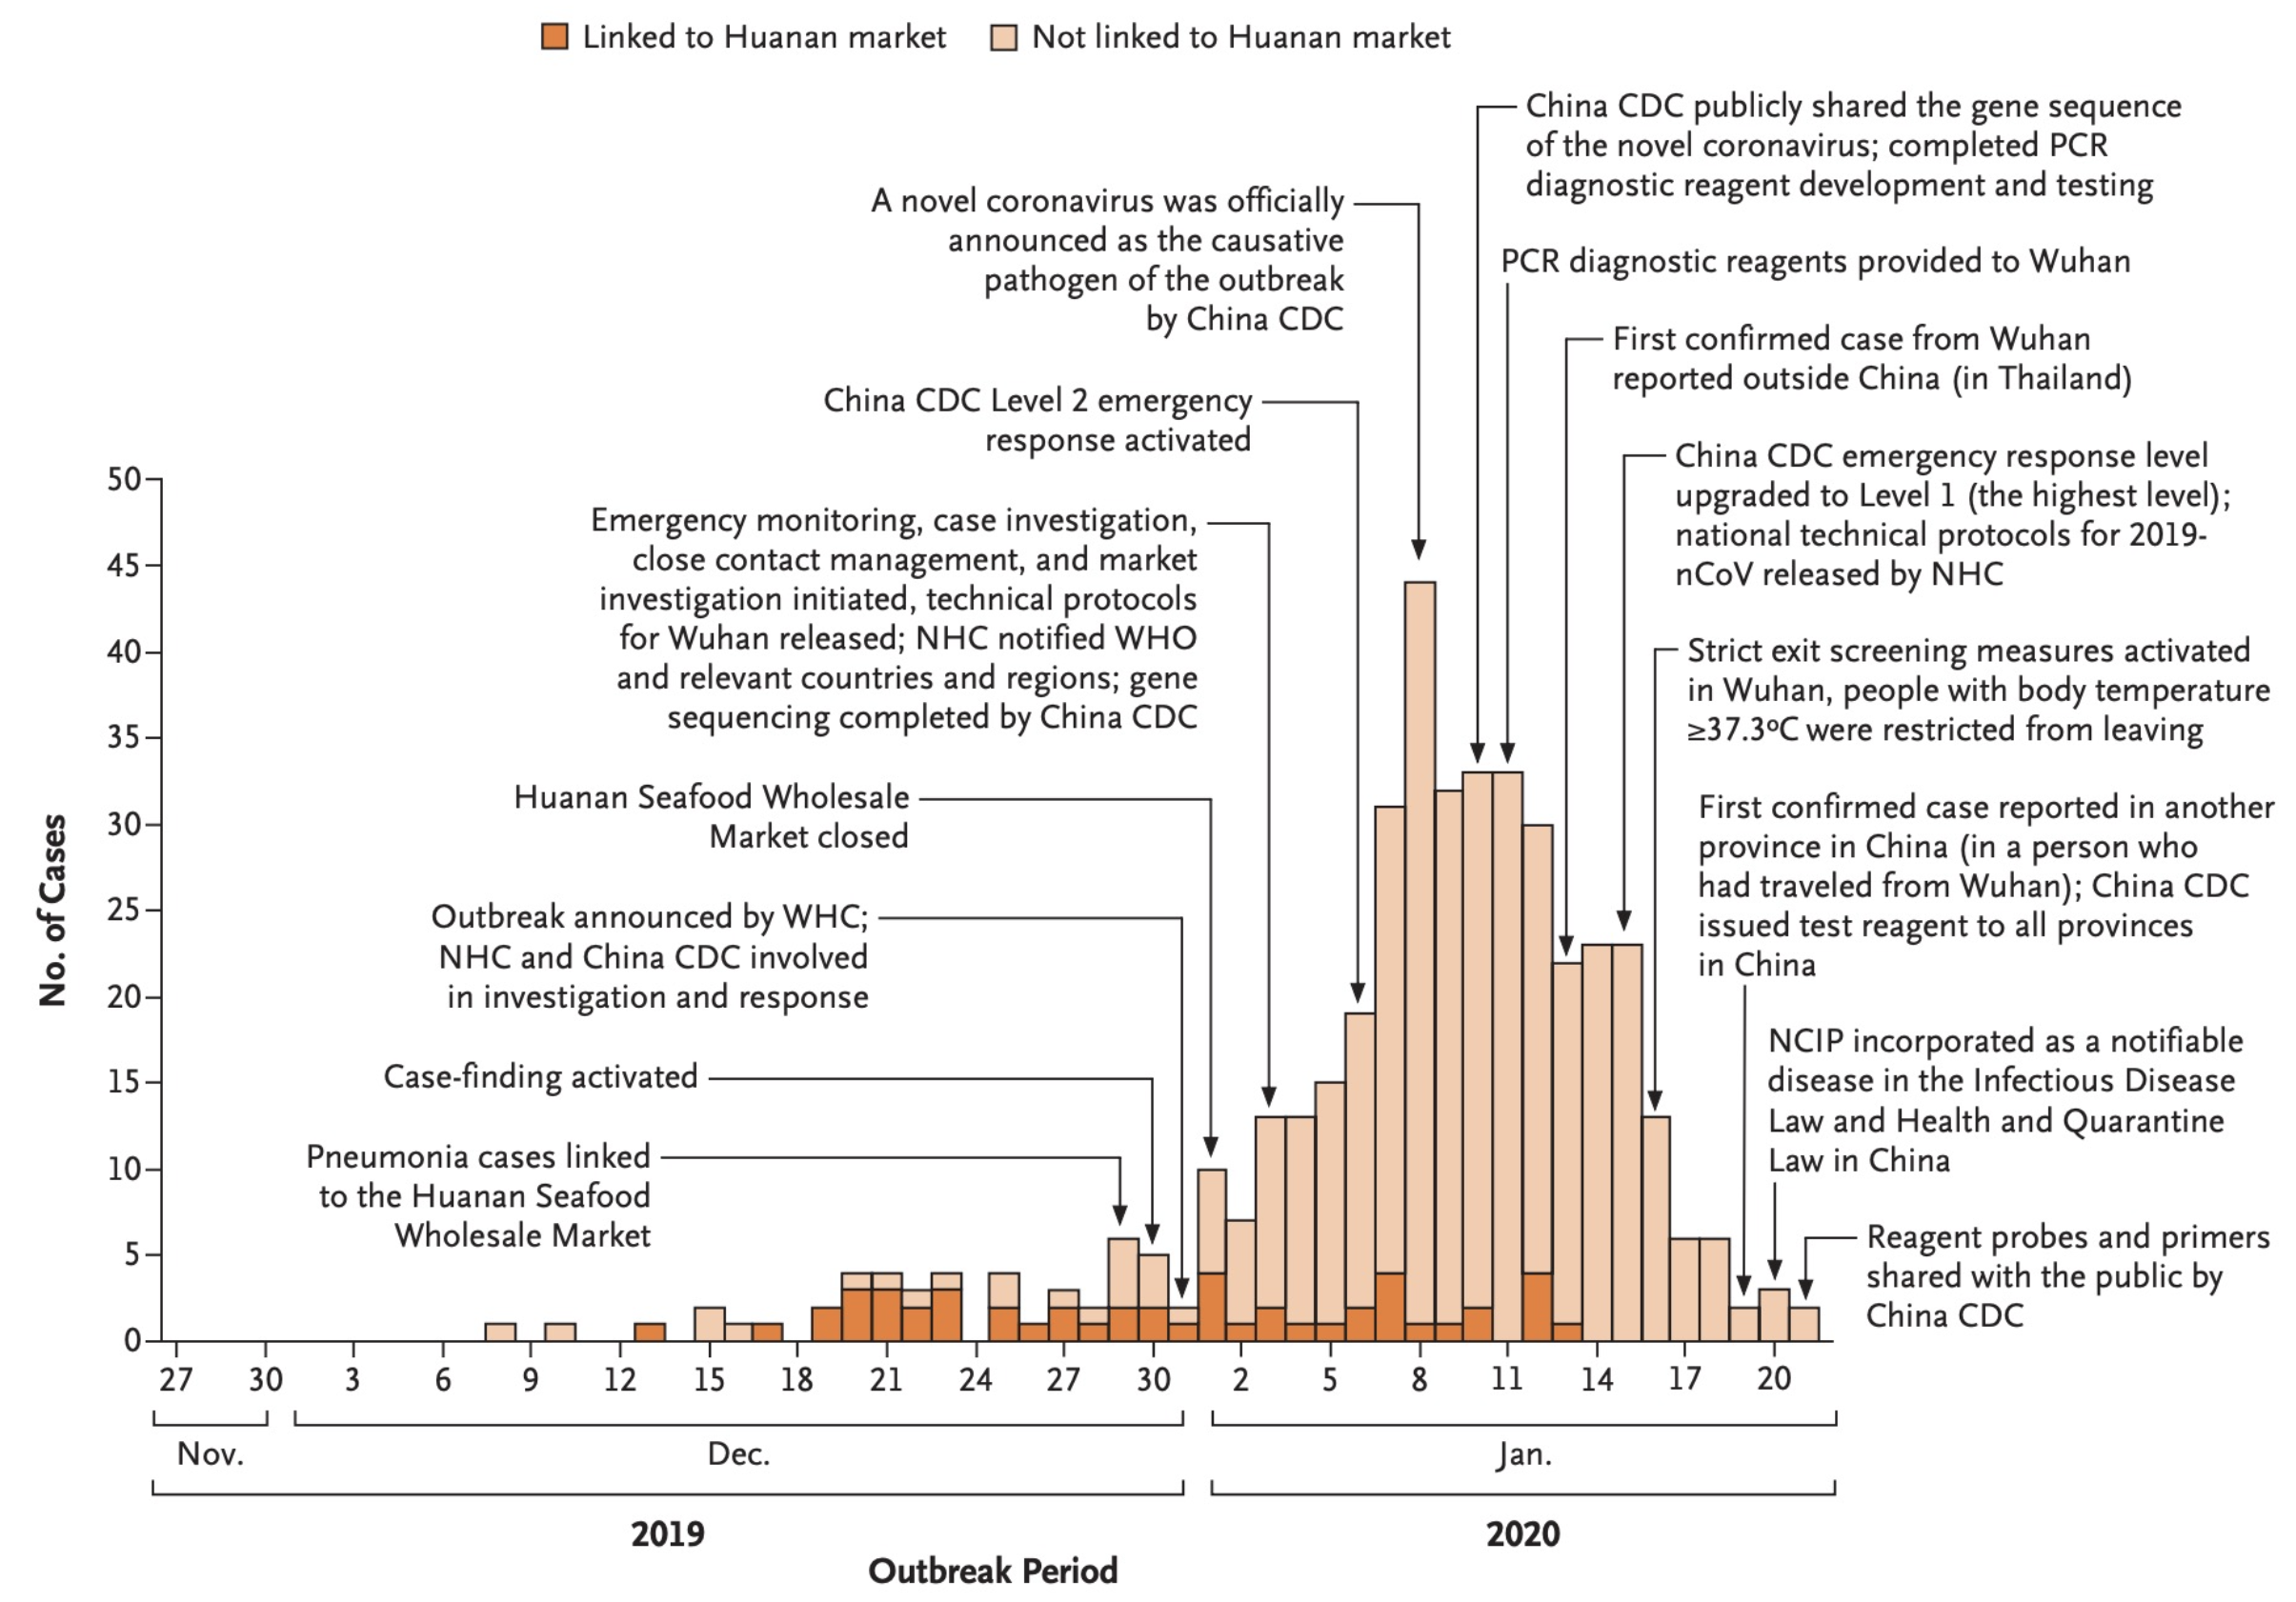 Linked to Huanan market
Not linked to Huanan market
China CDC publicly shared the gene sequence
of the novel coronavirus; completed PCR
diagnostic reagent development and testing
A novel coronavirus was officially
announced as the causative
pathogen of the outbreak
by China CDC
PCR diagnostic reagents provided to Wuhan
First confirmed case from Wuhan
reported outside China (in Thailand)
China CDC Level 2 emergency
response activated
China CDC emergency response level
upgraded to Level 1 (the highest level);
national technical protocols for 2019-
nCoV released by NHC
Emergency monitoring, case investigation,
close contact management, and market
investigation initiated, technical protocols
for Wuhan released; NHC notified WHO
and relevant countries and regions; gene
sequencing completed by China CDC
Strict exit screening measures activated
in Wuhan, people with body temperature
≥37.3ºC were restricted from leaving
Huanan Seafood Wholesale
Market closed
First confirmed case reported in another
province in China (in a person who
had traveled from Wuhan); China CDC
issued test reagent to all provinces
in China
Outbreak announced by WHC;
NHC and China CDC involved
in investigation and response
NCIP incorporated as a notifiable
disease in the Infectious Disease
Law and Health and Quarantine
Law in China
Case-finding activated
Pneumonia cases linked
to the Huanan Seafood
Wholesale Market
Reagent probes and primers
shared with the public by
China CDC
No. of Cases
50
45
40
35
30
25
20
15
10
5
0
27 30 3 6 9 12 15 18 21 24 27 30 2 5 8 11 14 17 20
Nov. Dec. Jan.
2019 2020
Outbreak Period